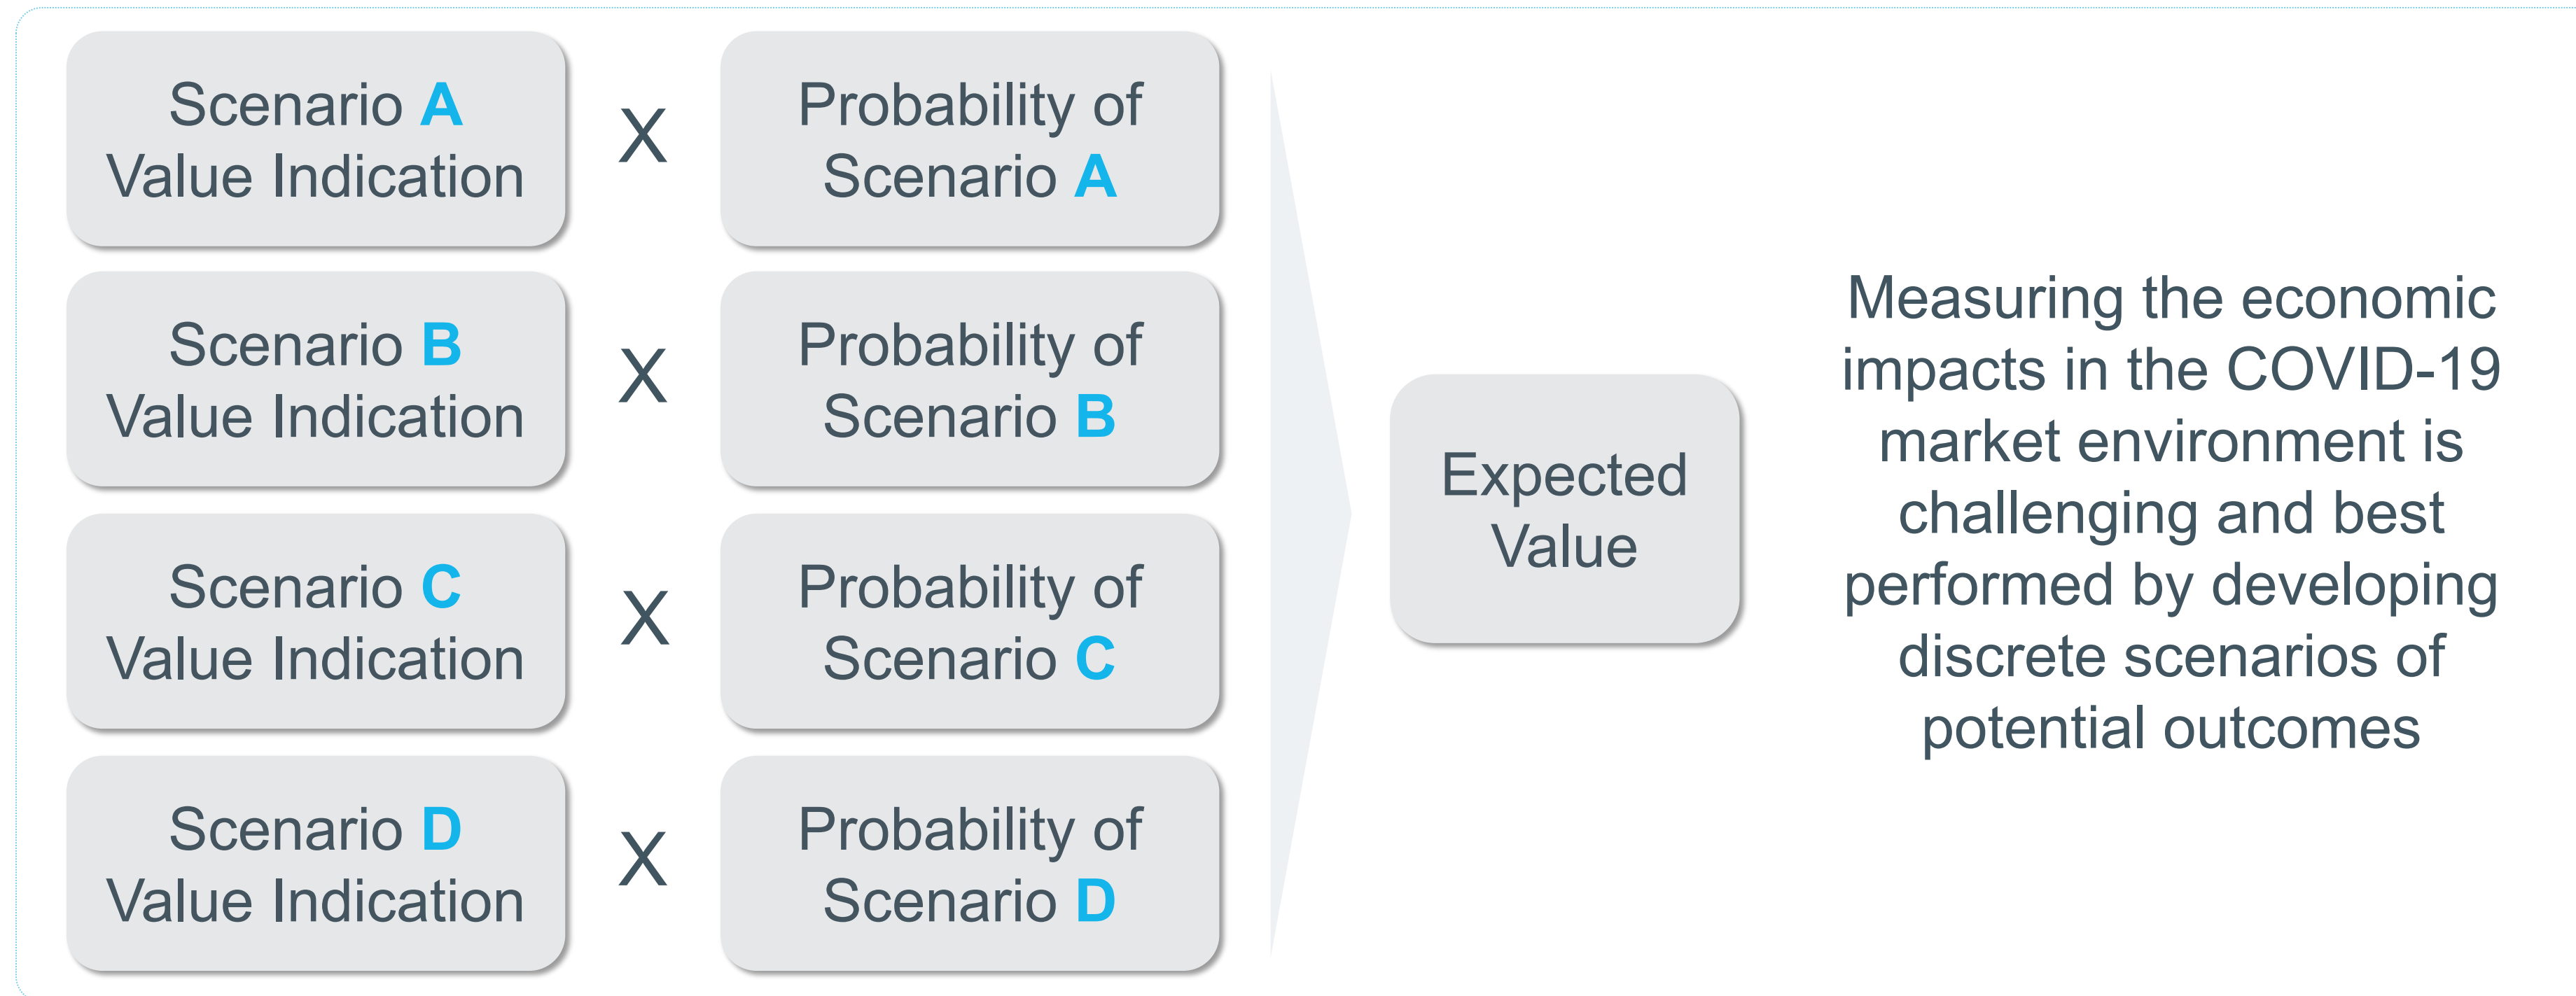 Scenario A
Value Indication
X
Probability of
Scenario A
Scenario B
Value Indication
X
Probability of
Scenario B
Scenario C
Value Indication
X
Probability of
Scenario C
Scenario D
Value Indication
X
Probability of
Scenario D
Expected
Value
Measuring the economic
impacts in the COVID-19
market environment is
challenging and best
performed by developing
discrete scenarios of
potential outcomes